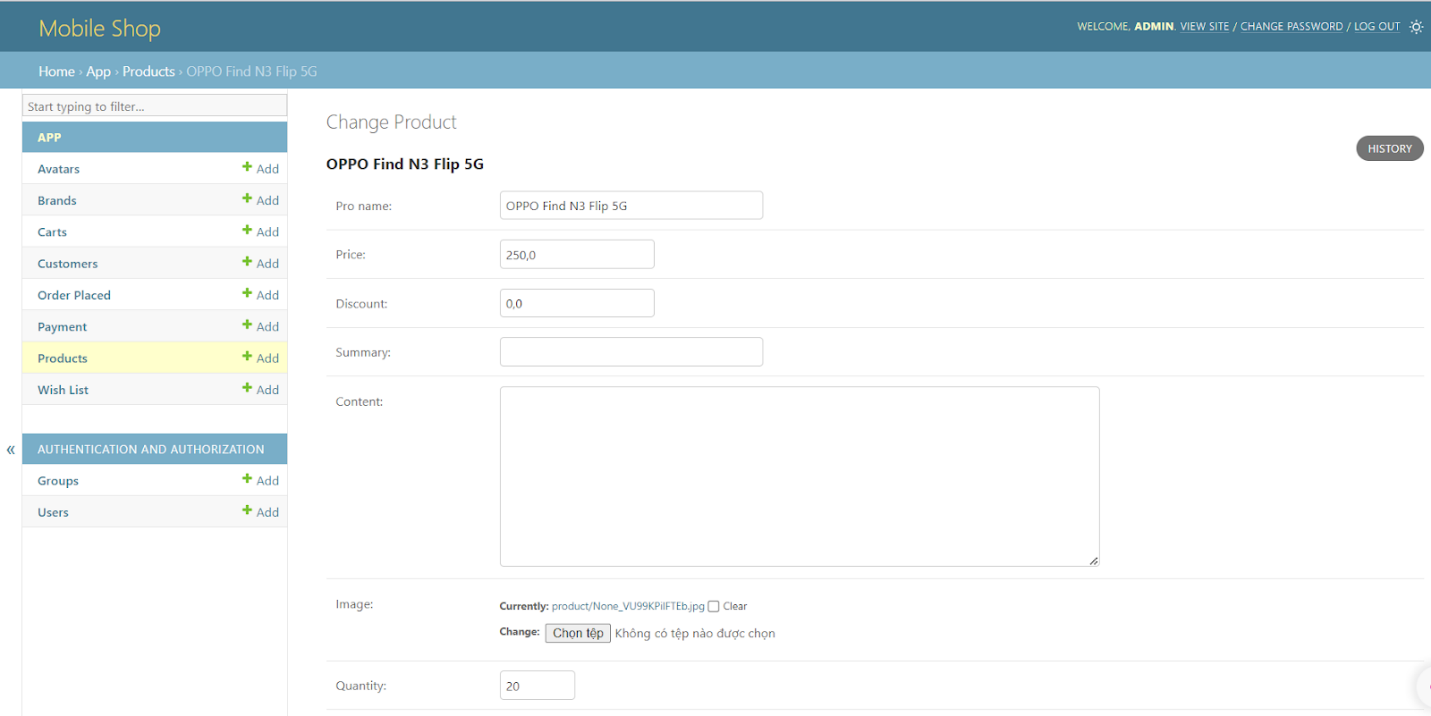 Mobile Shop
WELCOME, ADMIN. VIEW SITE / CHANGE PASSWORD / LOG OUT
Home › App › Products › OPPO Find N3 Flip 5G
Start typing to filter...
APP
Avatars + Add
Brands + Add
Carts + Add
Customers + Add
Order Placed + Add
Payment + Add
Products + Add
Wish List + Add
«
AUTHENTICATION AND AUTHORIZATION
Groups + Add
Users + Add
Change Product
HISTORY
OPPO Find N3 Flip 5G
Pro name: OPPO Find N3 Flip 5G
Price: 250,0
Discount: 0,0
Summary:
Content:
Image: Currently: product/None_VU99KPilFTEb.jpg Clear
Change: Chọn tệp Không có tệp nào được chọn
Quantity: 20